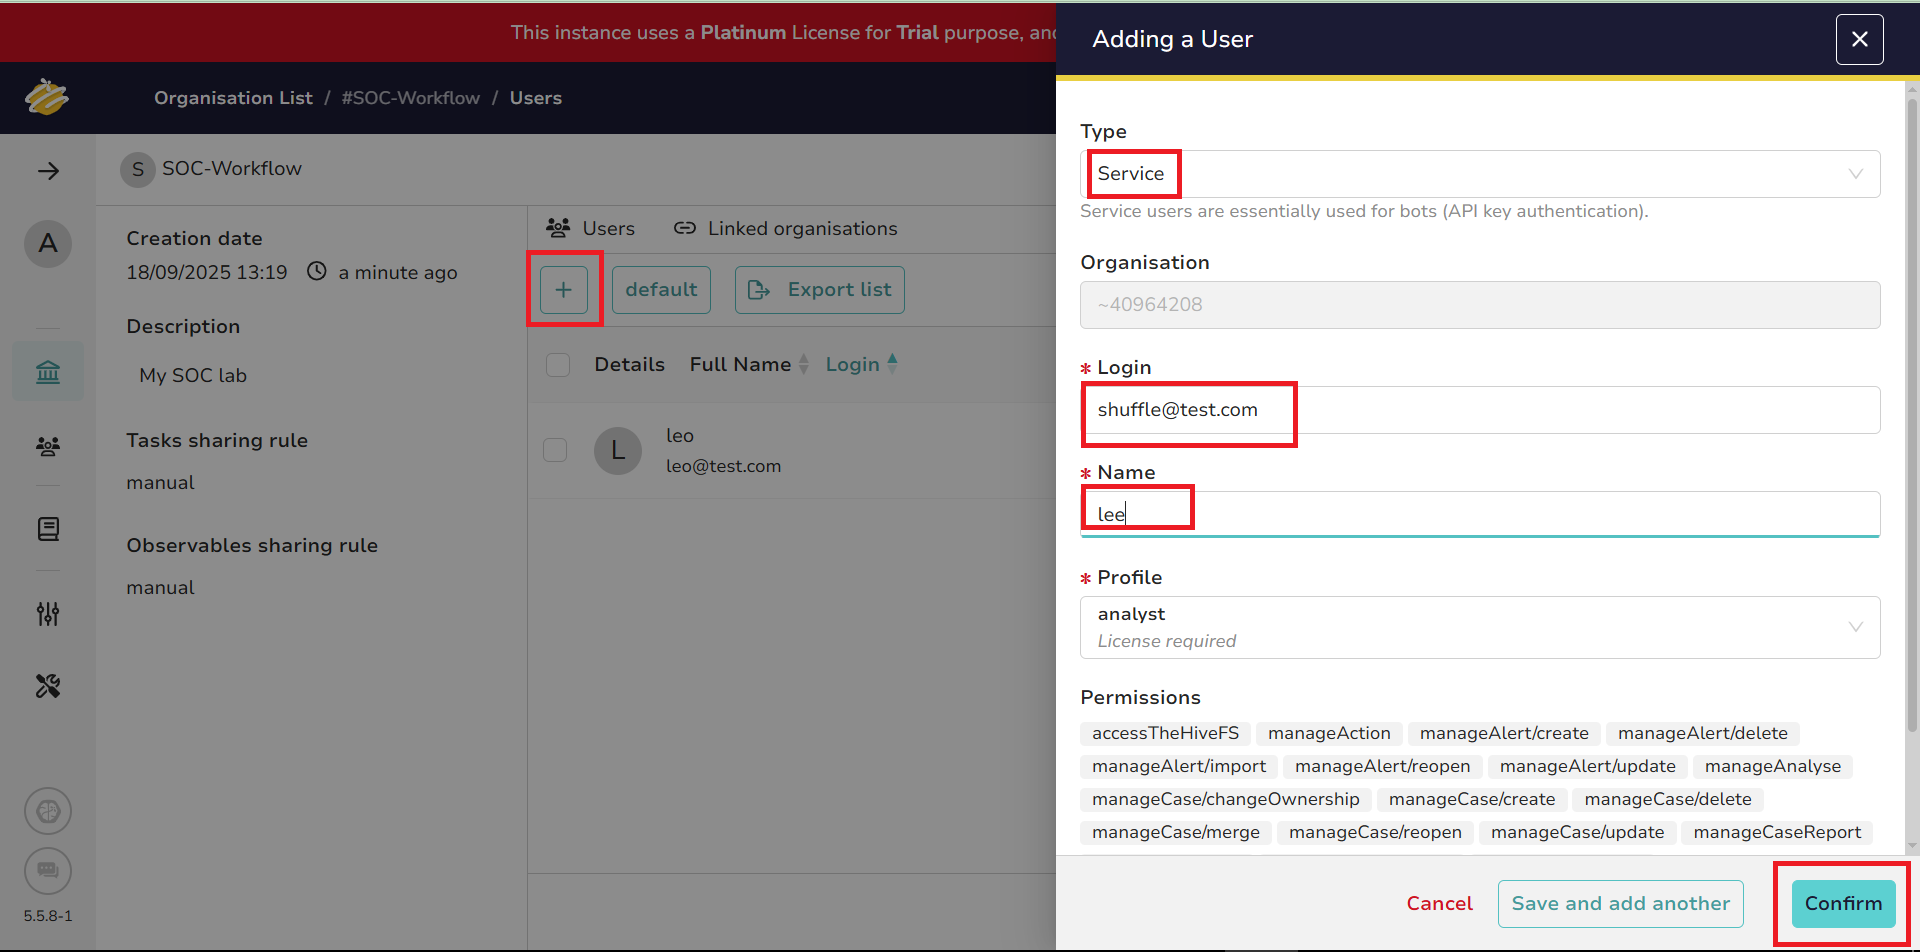 This instance uses a Platinum License for Trial purpose, and
Organisation List / #SOC-Workflow / Users
A
5.5.8-1
S SOC-Workflow
Creation date
18/09/2025 13:19 a minute ago
Description
My SOC lab
Tasks sharing rule
manual
Observables sharing rule
manual
Users Linked organisations
+ default Export list
Details Full Name Login
L
leo
leo@test.com
Adding a User
Type
Service
Service users are essentially used for bots (API key authentication).
Organisation
~40964208
* Login
shuffle@test.com
* Name
lee
* Profile
analyst
License required
Permissions
accessTheHiveFS manageAction manageAlert/create manageAlert/delete
manageAlert/import manageAlert/reopen manageAlert/update manageAnalyse
manageCase/changeOwnership manageCase/create manageCase/delete
manageCase/merge manageCase/reopen manageCase/update manageCaseReport
Cancel Save and add another Confirm